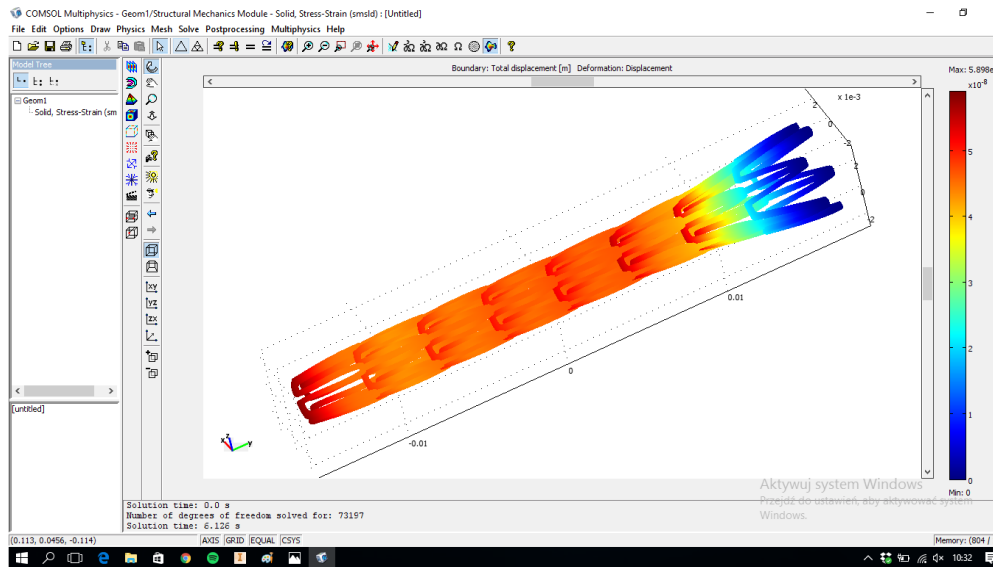 COMSOL Multiphysics - Geom1/Structural Mechanics Module - Solid, Stress-Strain (smsld) : [Untitled]
File Edit Options Draw Physics Mesh Solve Postprocessing Multiphysics Help
Model Tree
Geom1
Solid, Stress-Strain (sm
[untitled]
Boundary: Total displacement [m] Deformation: Displacement
Max: 5.898e
x10⁻⁸
x 1e-3
2
0
-2
2
0
-2
0.01
0
-0.01
5
4
3
2
1
0
Min: 0
xy
yz
zx
x
z
y
Aktywuj system Windows
Przejdź do ustawień, aby aktywować system
Windows.
Solution time: 0.0 s
Number of degrees of freedom solved for: 73197
Solution time: 6.126 s
(0.113, 0.0456, -0.114)
AXIS GRID EQUAL CSYS
Memory: (804 /
10:32